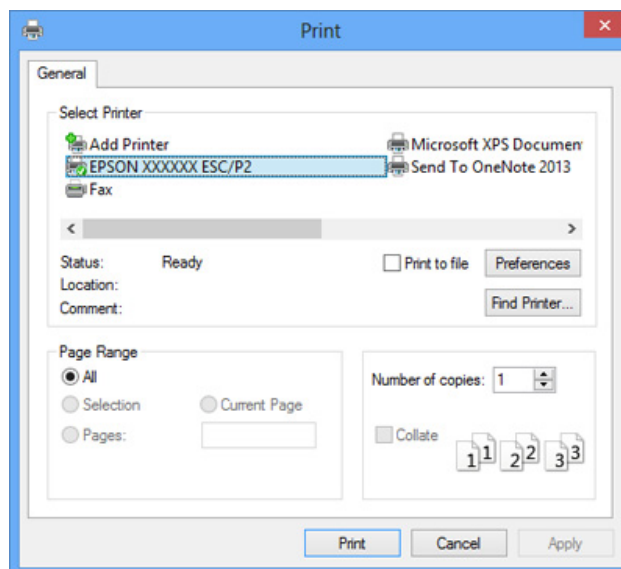 Print
General
Select Printer
Add Printer
Microsoft XPS Documen
EPSON XXXXXX ESC/P2
Send To OneNote 2013
Fax
Status: Ready
Print to file
Preferences
Location:
Comment:
Find Printer...
Page Range
All
Number of copies: 1
Selection
Current Page
Pages:
Collate
1 1 2 2 3 3
Print
Cancel
Apply